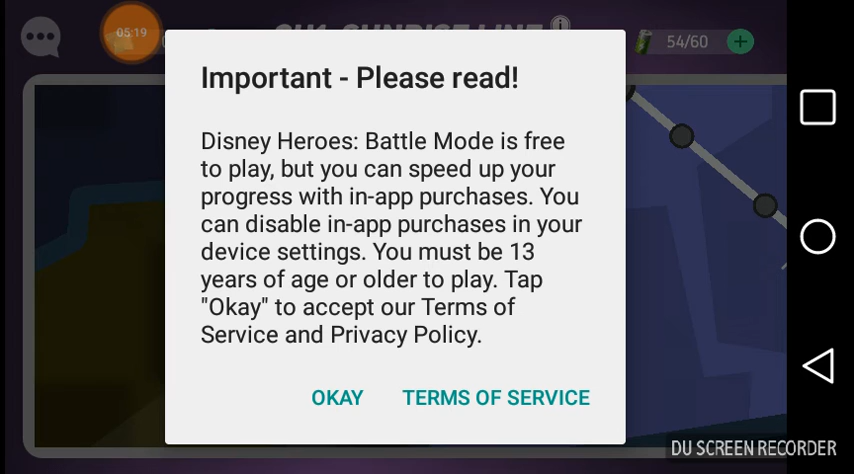 05:19
54/60
Important - Please read!
Disney Heroes: Battle Mode is free
to play, but you can speed up your
progress with in-app purchases. You
can disable in-app purchases in your
device settings. You must be 13
years of age or older to play. Tap
"Okay" to accept our Terms of
Service and Privacy Policy.
OKAY TERMS OF SERVICE
DU SCREEN RECORDER